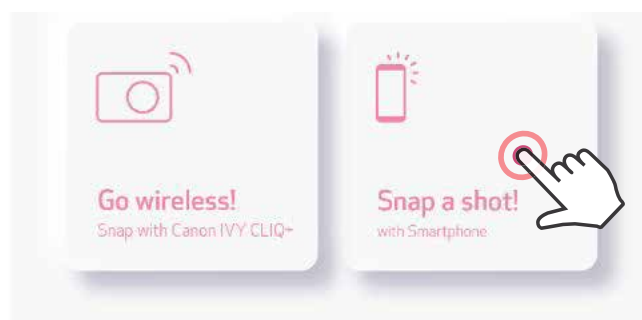 Go wireless!
Snap with Canon IVY CLIQ+
Snap a shot!
with Smartphone